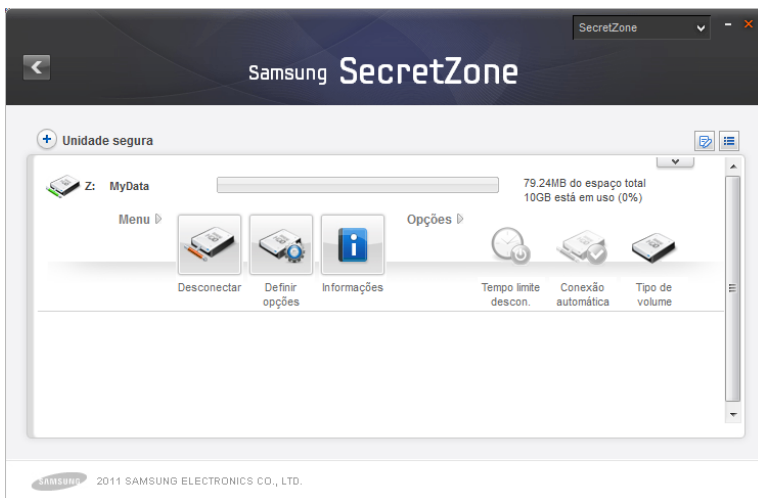 SecretZone
Samsung SecretZone
Unidade segura
Z: MyData
79.24MB do espaço total
10GB está em uso (0%)
Menu
Opções
Desconectar
Definir
opções
Informações
Tempo limite
descon.
Conexão
automática
Tipo de
volume
SAMSUNG 2011 SAMSUNG ELECTRONICS CO., LTD.